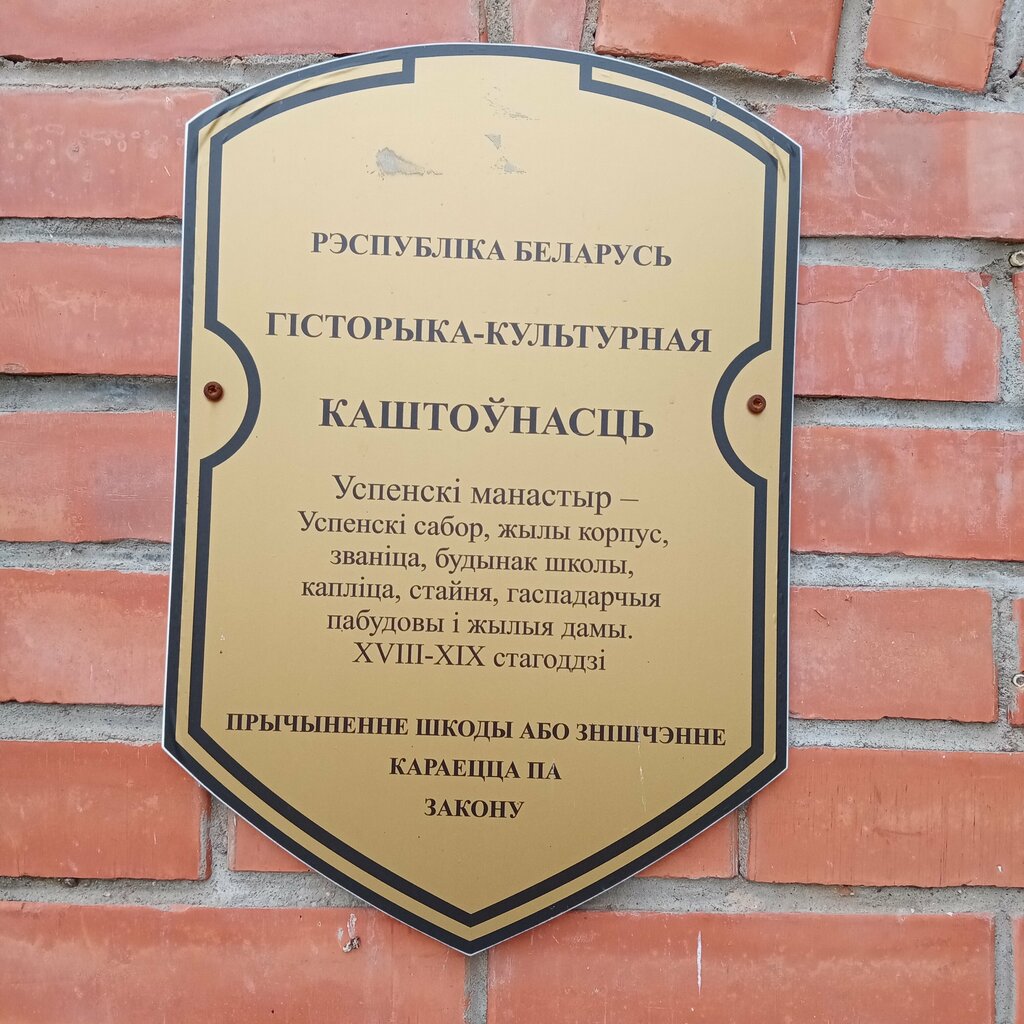 РЭСПУБЛІКА БЕЛАРУСЬ
ГІСТОРЫКА-КУЛЬТУРНАЯ
КАШТОЎНАСЦЬ
Успенскі манастыр –
Успенскі сабор, жылы корпус,
званіца, будынак школы,
капліца, стайня, гаспадарчыя
пабудовы і жылыя дамы.
XVIII-XIX стагоддзі
ПРЫЧЫНЕННЕ ШКОДЫ АБО ЗНІШЧЭННЕ
КАРАЕЦЦА ПА
ЗАКОНУ